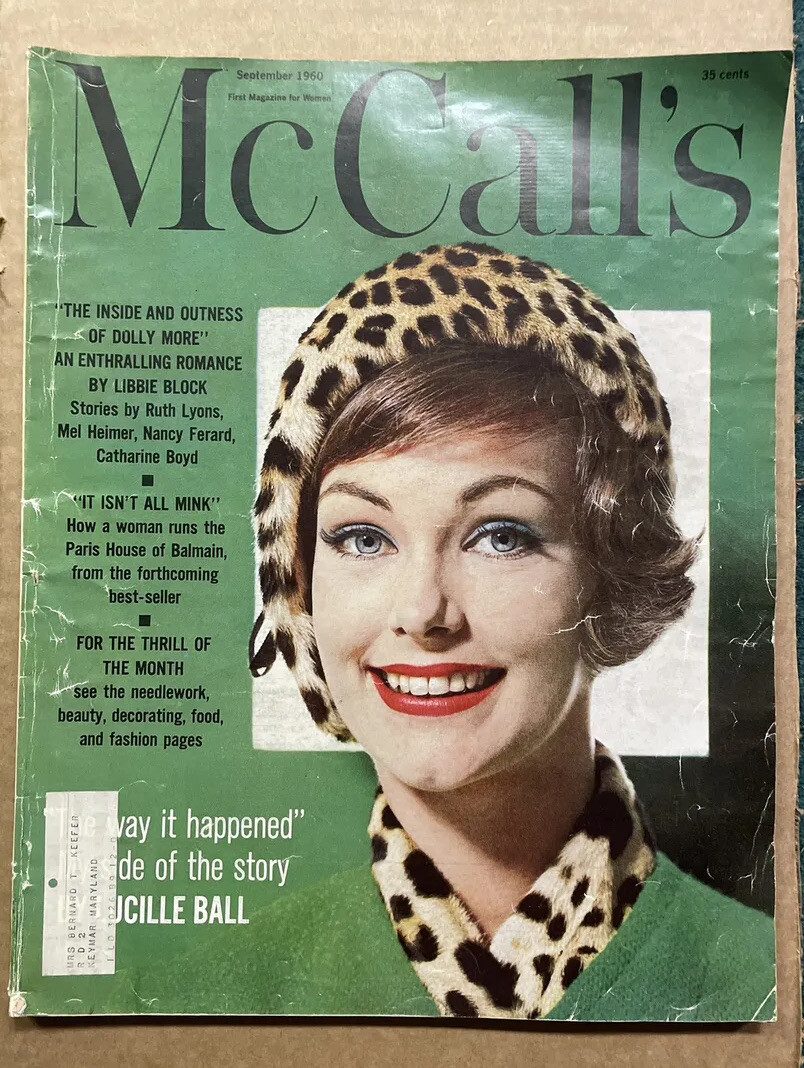 September 1960
35 cents
First Magazine for Women
McCall's
"THE INSIDE AND OUTNESS
OF DOLLY MORE"
AN ENTHRALLING ROMANCE
BY LIBBIE BLOCK
Stories by Ruth Lyons,
Mel Heimer, Nancy Ferard,
Catharine Boyd
"IT ISN'T ALL MINK"
How a woman runs the
Paris House of Balmain,
from the forthcoming
best-seller
FOR THE THRILL OF
THE MONTH
see the needlework,
beauty, decorating, food,
and fashion pages
"The way it happened"
de of the story
UCILLE BALL
MRS BERNARD T KEEFER
R D 2
KEYMAR MARYLAND